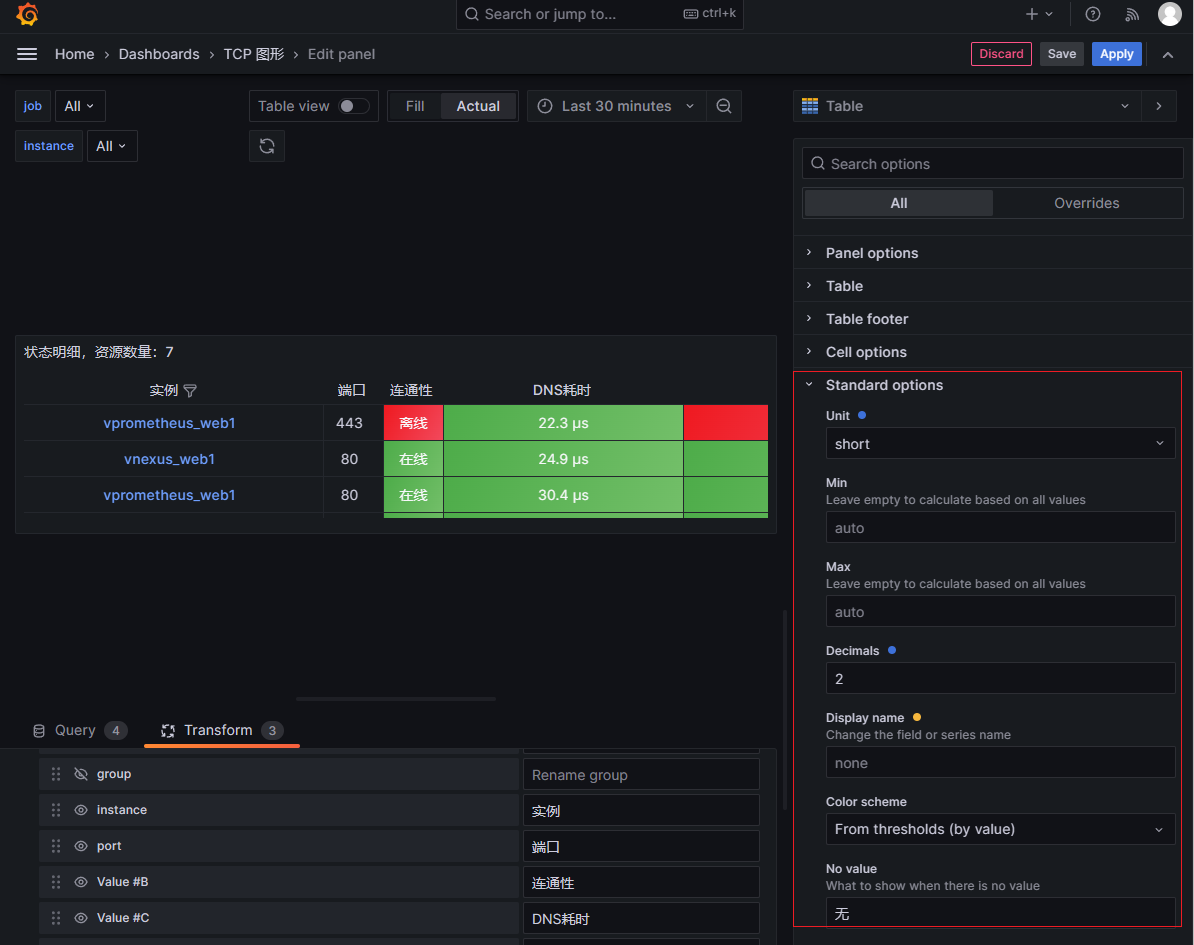 Search or jump to... ctrl+k
Home › Dashboards › TCP 图形 › Edit panel
Discard Save Apply
job All
Table view Fill Actual Last 30 minutes
instance All
状态明细，资源数量：7
实例 端口 连通性 DNS耗时
vprometheus_web1 443 离线 22.3 µs
vnexus_web1 80 在线 24.9 µs
vprometheus_web1 80 在线 30.4 µs
Query 4 Transform 3
group Rename group
instance 实例
port 端口
Value #B 连通性
Value #C DNS耗时
Table
Search options
All Overrides
Panel options
Table
Table footer
Cell options
Standard options
Unit
short
Min
Leave empty to calculate based on all values
auto
Max
Leave empty to calculate based on all values
auto
Decimals
2
Display name
Change the field or series name
none
Color scheme
From thresholds (by value)
No value
What to show when there is no value
无